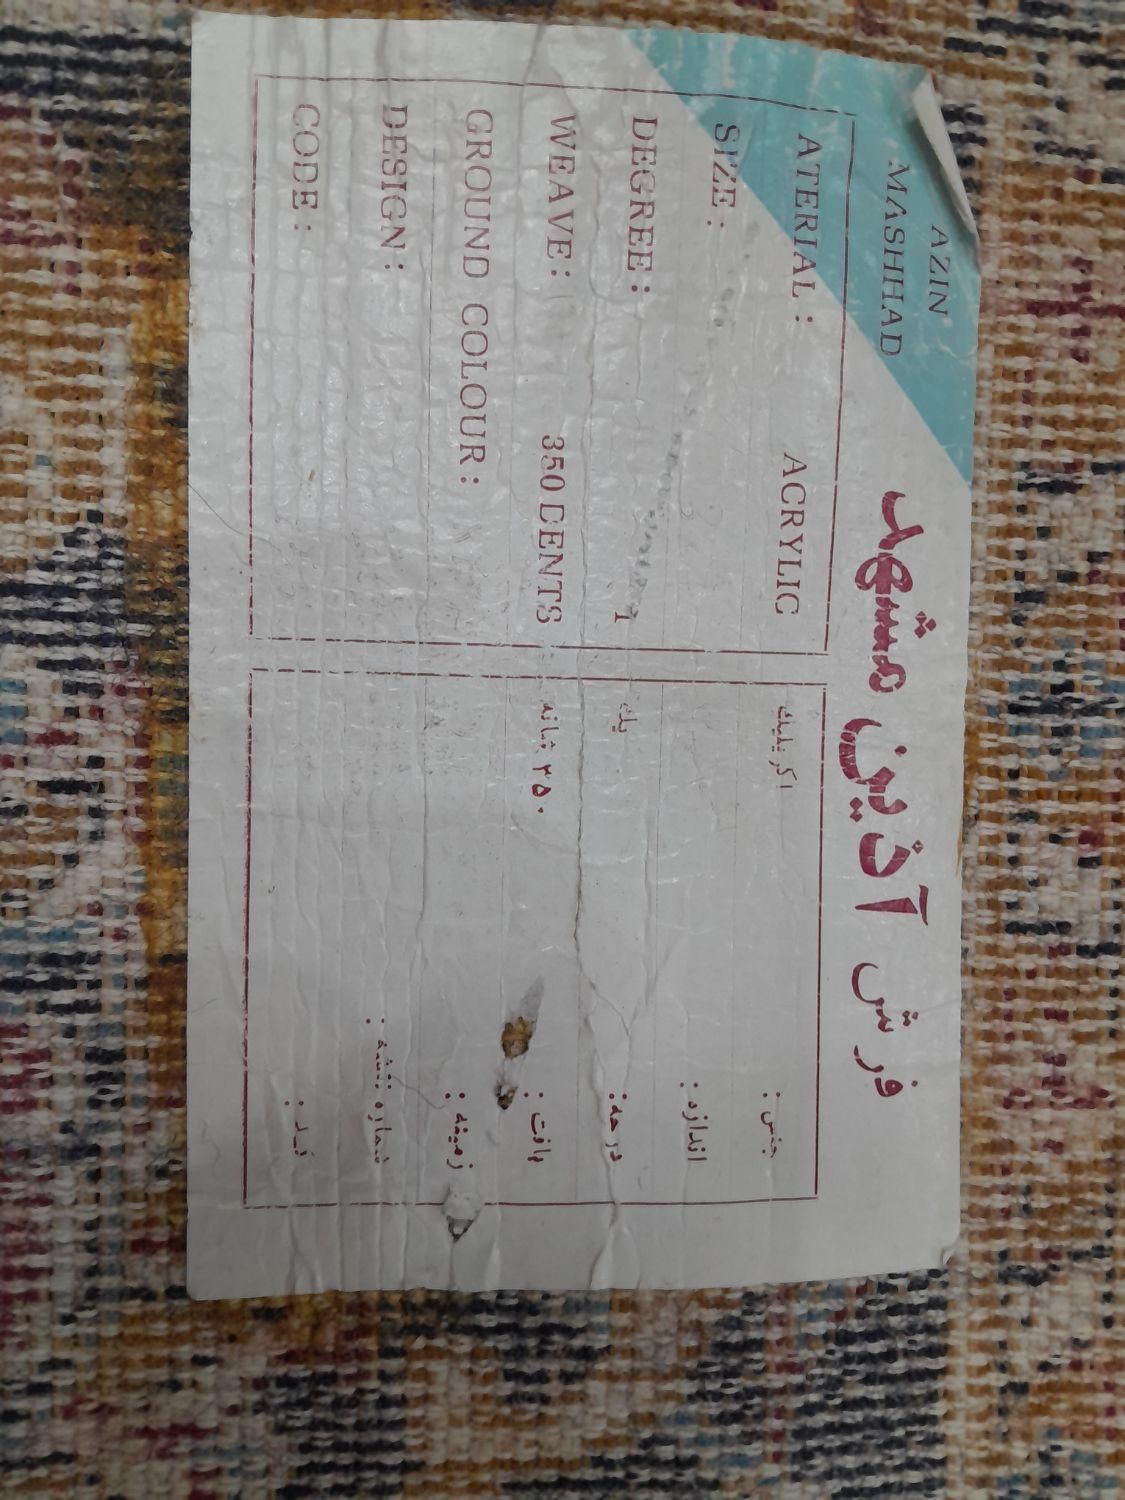 AZIN
MASHHAD
فرش آذین مشهد
ATERIAL : ACRYLIC
SIZE :
DEGREE : 1
WEAVE : 350 DENTS
GROUND COLOUR :
DESIGN :
CODE :
جنس : اکریلیک
اندازه :
درجه : یك
بافت : ۳۵۰ شانه
زمینه :
شماره نقشه :
کد :